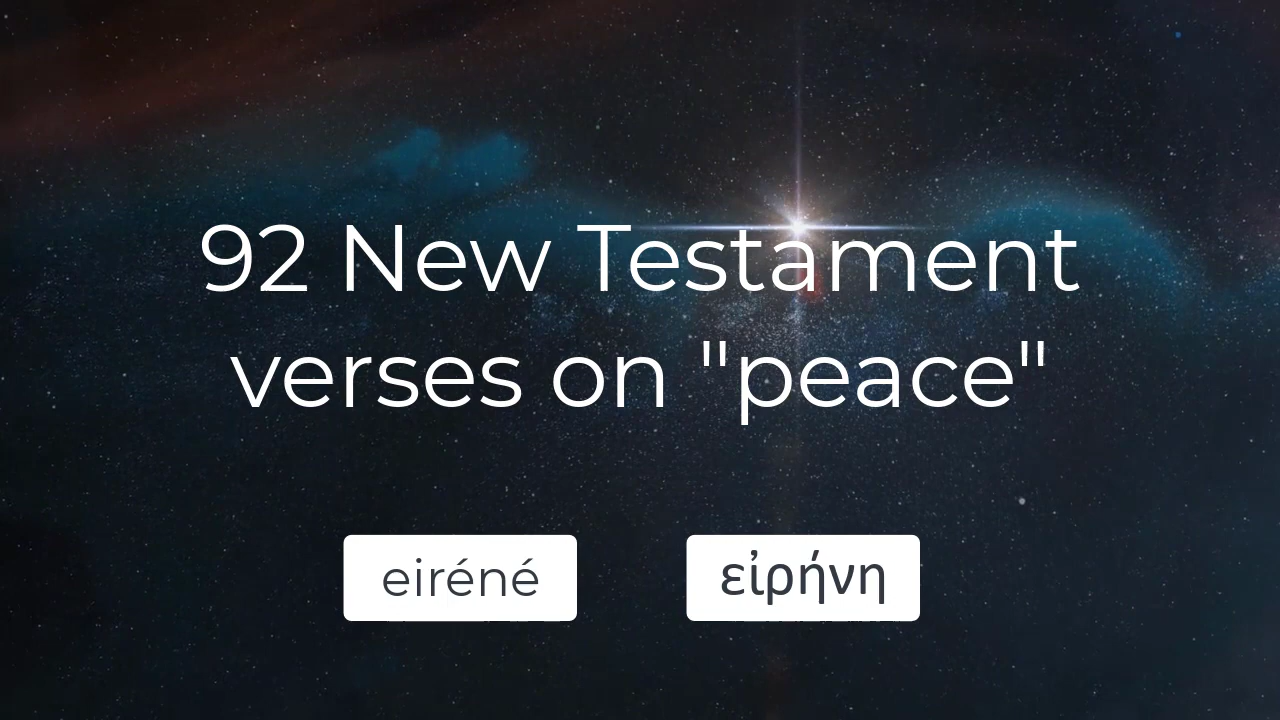 92 New Testament
verses on "peace"
eiréné
εἰρήνη